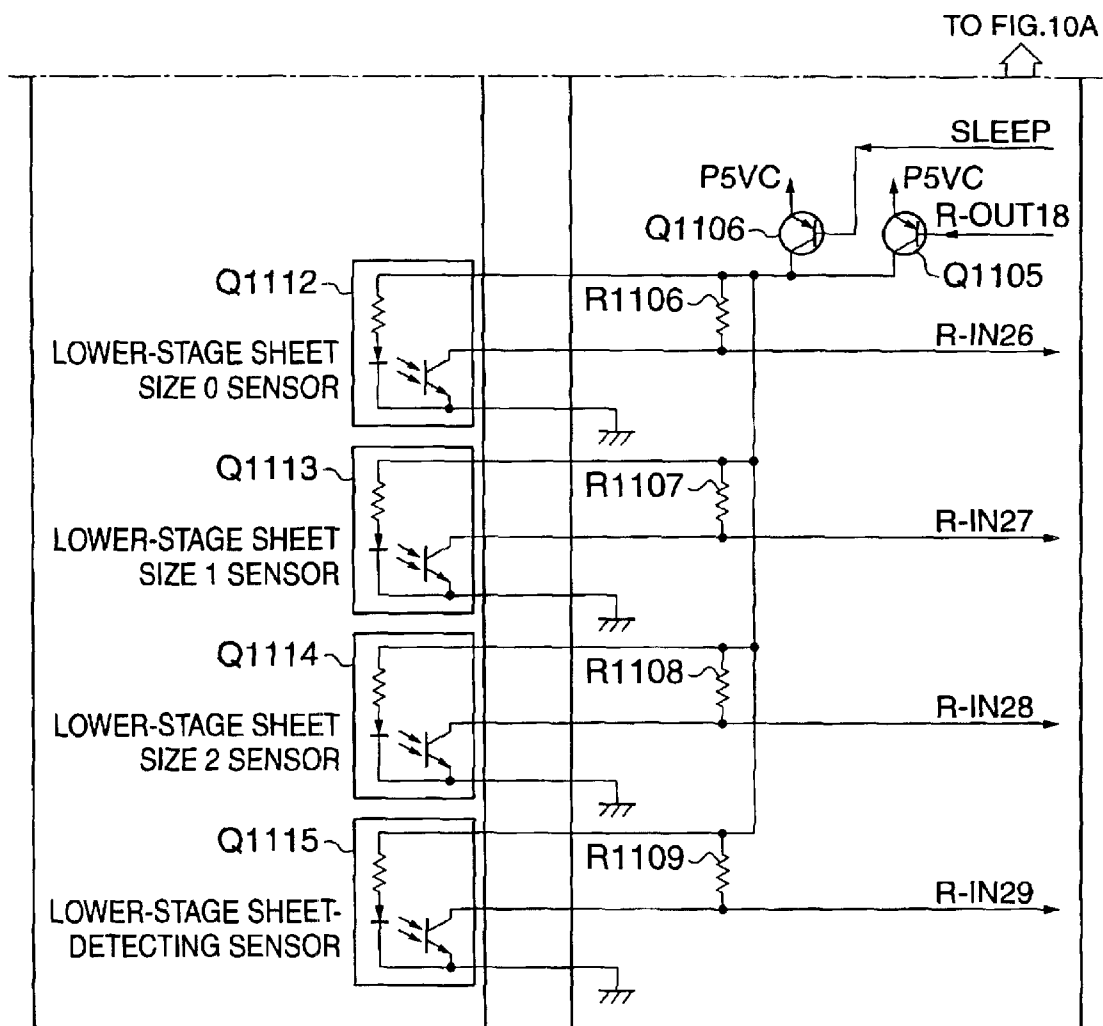 TO FIG.10A
SLEEP
P5VC
P5VC
R-OUT18
Q1106
Q1105
Q1112
R1106
R-IN26
LOWER-STAGE SHEET
SIZE 0 SENSOR
Q1113
R1107
R-IN27
LOWER-STAGE SHEET
SIZE 1 SENSOR
Q1114
R1108
R-IN28
LOWER-STAGE SHEET
SIZE 2 SENSOR
Q1115
R1109
R-IN29
LOWER-STAGE SHEET-
DETECTING SENSOR